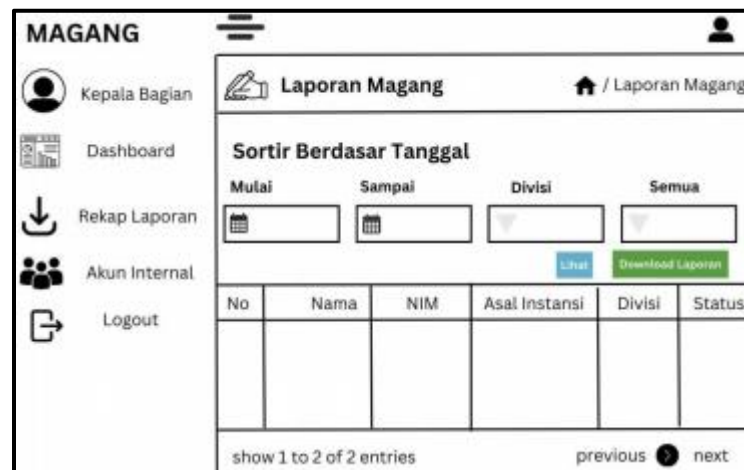 MAGANG
Kepala Bagian
Dashboard
Rekap Laporan
Akun Internal
Logout
Laporan Magang
/ Laporan Magang
Sortir Berdasar Tanggal
Mulai Sampai Divisi Semua
Lihat Download Laporan
No Nama NIM Asal Instansi Divisi Status
show 1 to 2 of 2 entries previous next